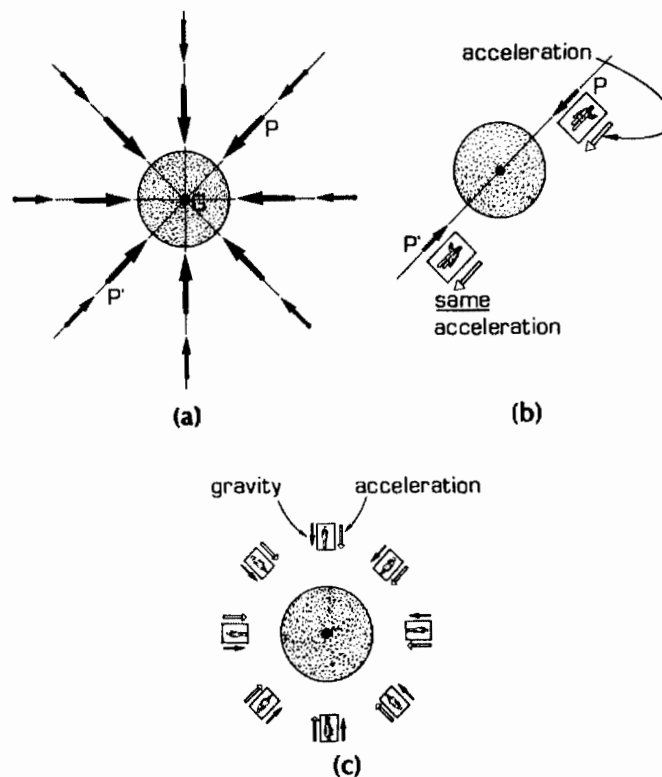 P
G
P'
(a)
acceleration
P
P'
same
acceleration
(b)
gravity
acceleration
(c)